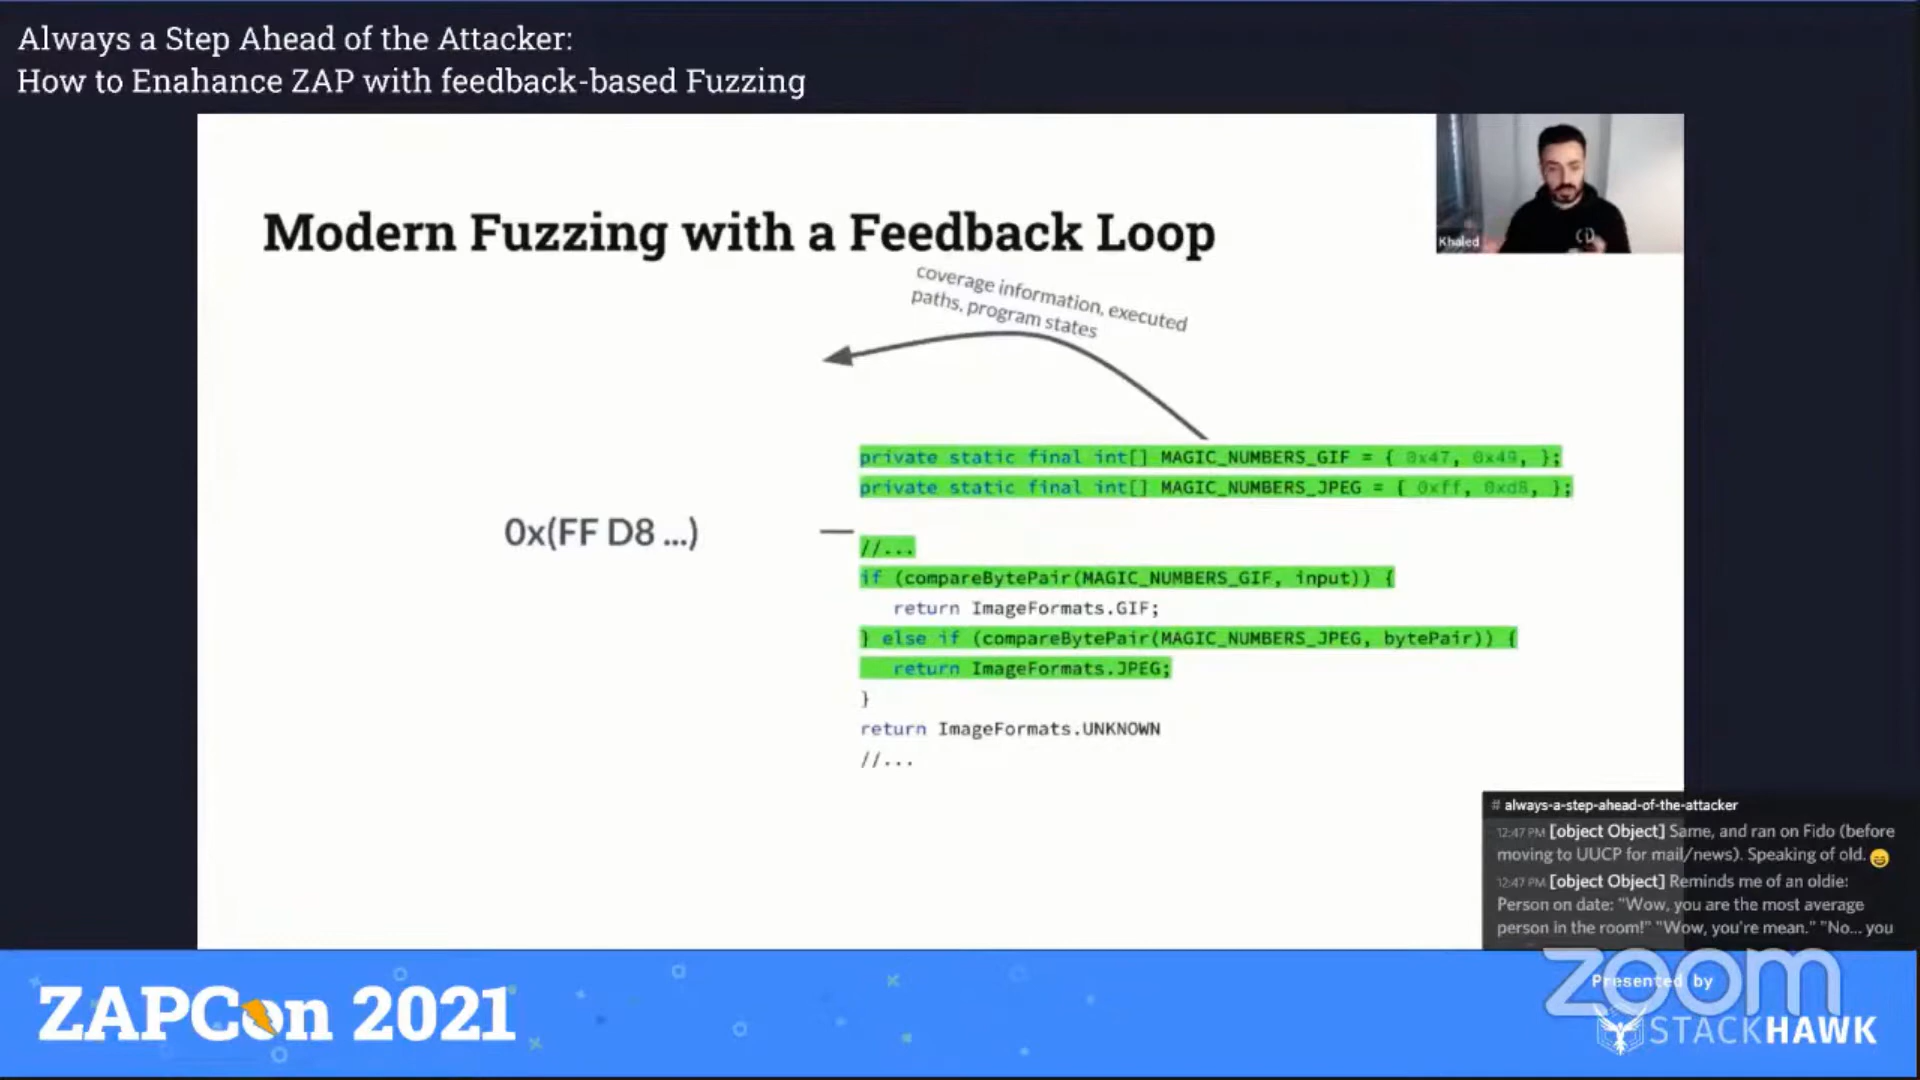 Always a Step Ahead of the Attacker:
How to Enahance ZAP with feedback-based Fuzzing
Khaled
Modern Fuzzing with a Feedback Loop
coverage information, executed
paths, program states
private static final int[] MAGIC_NUMBERS_GIF = { 0x47, 0x49, };
private static final int[] MAGIC_NUMBERS_JPEG = { 0xff, 0xd8, };
0x(FF D8 ...)
//...
if (compareBytePair(MAGIC_NUMBERS_GIF, input)) {
return ImageFormats.GIF;
} else if (compareBytePair(MAGIC_NUMBERS_JPEG, bytePair)) {
return ImageFormats.JPEG;
}
return ImageFormats.UNKNOWN
//...
# always-a-step-ahead-of-the-attacker
12:47 PM [object Object] Same, and ran on Fido (before
moving to UUCP for mail/news). Speaking of old. 😄
12:47 PM [object Object] Reminds me of an oldie:
Person on date: "Wow, you are the most average
person in the room!" "Wow, you're mean." "No... you
ZAPCon 2021
zoom
Presented by
STACKHAWK